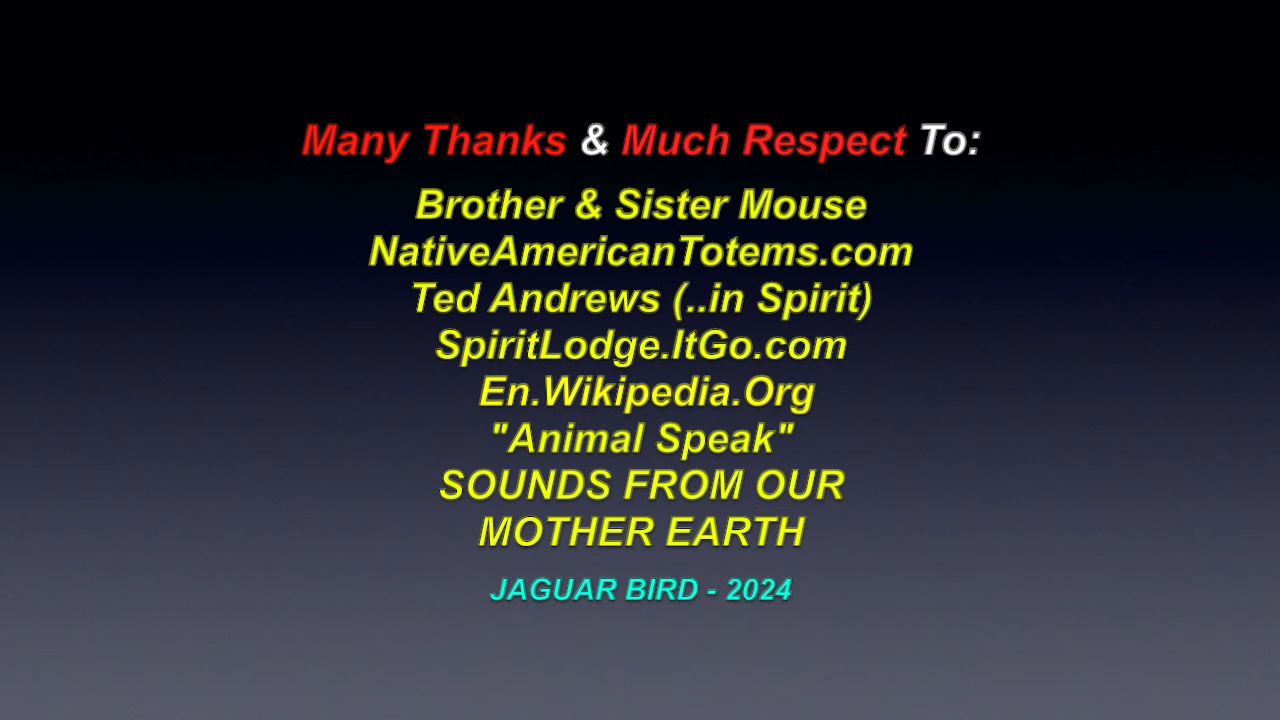 Many Thanks & Much Respect To:
Brother & Sister Mouse
NativeAmericanTotems.com
Ted Andrews (..in Spirit)
SpiritLodge.ItGo.com
En.Wikipedia.Org
"Animal Speak"
SOUNDS FROM OUR
MOTHER EARTH
JAGUAR BIRD - 2024